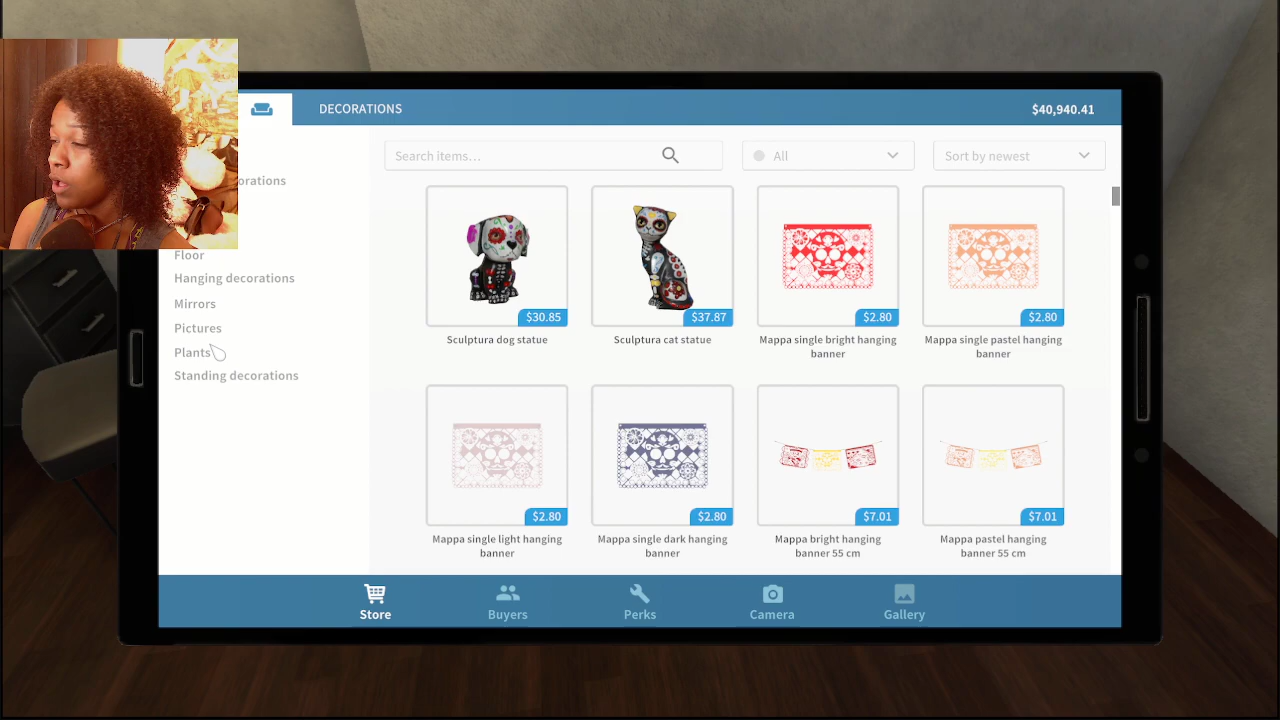 DECORATIONS
$40,940.41
Search items...
All
Sort by newest
orations
Floor
Hanging decorations
Mirrors
Pictures
Plants
Standing decorations
$30.85
$37.87
$2.80
$2.80
Sculptura dog statue
Sculptura cat statue
Mappa single bright hanging
banner
Mappa single pastel hanging
banner
$2.80
$2.80
$7.01
$7.01
Mappa single light hanging
banner
Mappa single dark hanging
banner
Mappa bright hanging
banner 55 cm
Mappa pastel hanging
banner 55 cm
Store
Buyers
Perks
Camera
Gallery